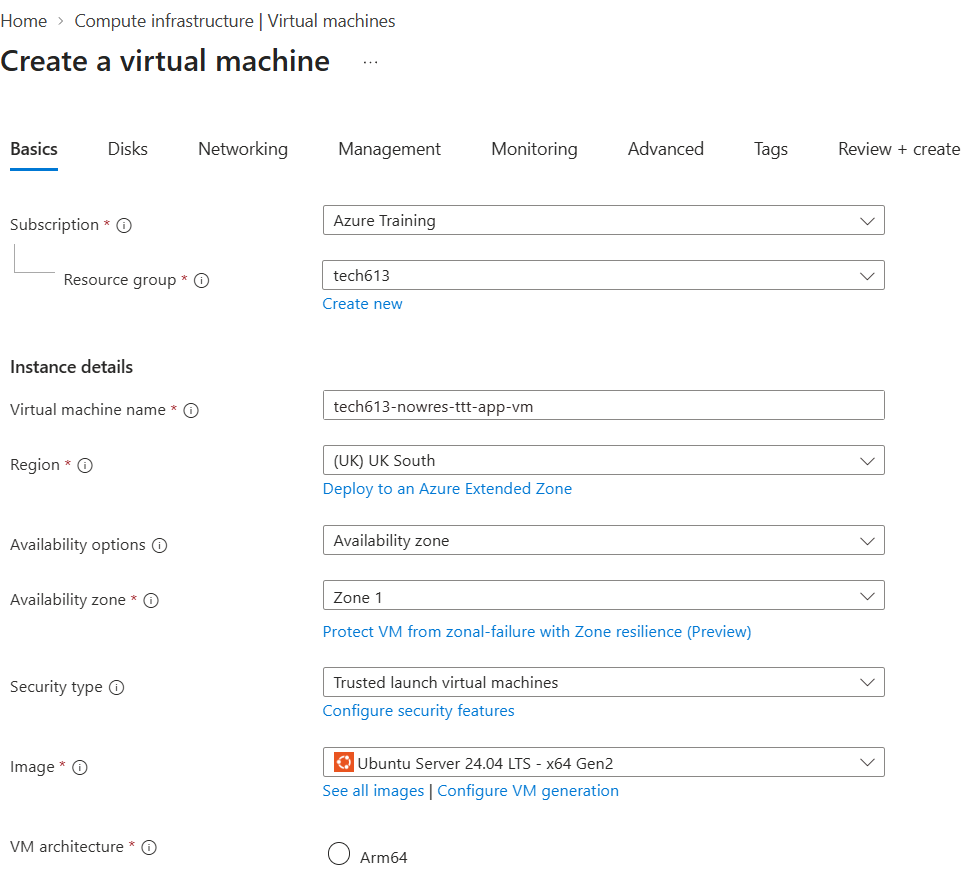 Home > Compute infrastructure | Virtual machines
Create a virtual machine ...
Basics Disks Networking Management Monitoring Advanced Tags Review + create
Subscription * Azure Training
Resource group * tech613
Create new
Instance details
Virtual machine name * tech613-nowres-ttt-app-vm
Region * (UK) UK South
Deploy to an Azure Extended Zone
Availability options Availability zone
Availability zone * Zone 1
Protect VM from zonal-failure with Zone resilience (Preview)
Security type Trusted launch virtual machines
Configure security features
Image * Ubuntu Server 24.04 LTS - x64 Gen2
See all images | Configure VM generation
VM architecture * Arm64